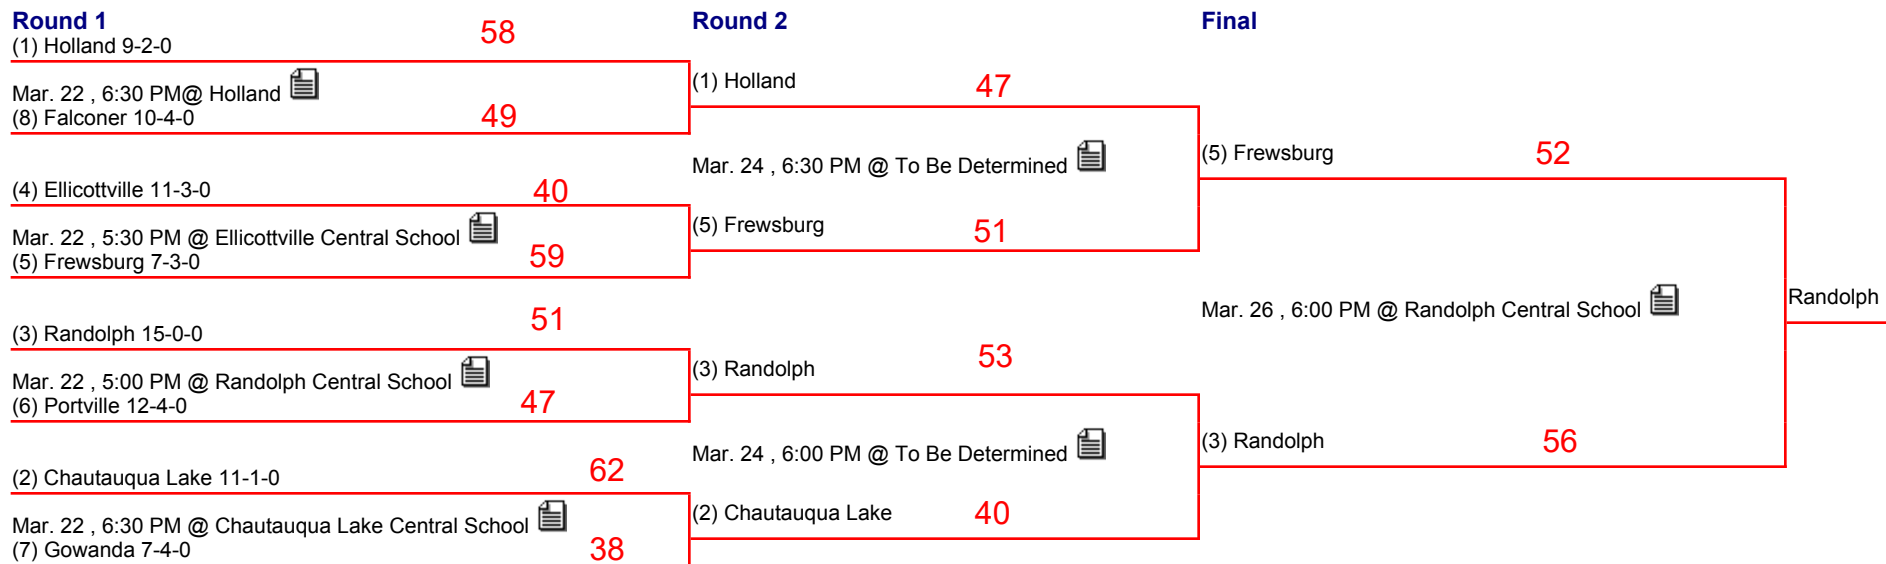 Round 1
(1) Holland 9-2-0
58
Mar. 22 , 6:30 PM@ Holland
(8) Falconer 10-4-0
49
(4) Ellicottville 11-3-0
40
Mar. 22 , 5:30 PM @ Ellicottville Central School
(5) Frewsburg 7-3-0
59
(3) Randolph 15-0-0
51
Mar. 22 , 5:00 PM @ Randolph Central School
(6) Portville 12-4-0
47
(2) Chautauqua Lake 11-1-0
62
Mar. 22 , 6:30 PM @ Chautauqua Lake Central School
(7) Gowanda 7-4-0
38
Round 2
(1) Holland
47
Mar. 24 , 6:30 PM @ To Be Determined
(5) Frewsburg
51
(3) Randolph
53
Mar. 24 , 6:00 PM @ To Be Determined
(2) Chautauqua Lake
40
Final
(5) Frewsburg
52
Mar. 26 , 6:00 PM @ Randolph Central School
(3) Randolph
56
Randolph